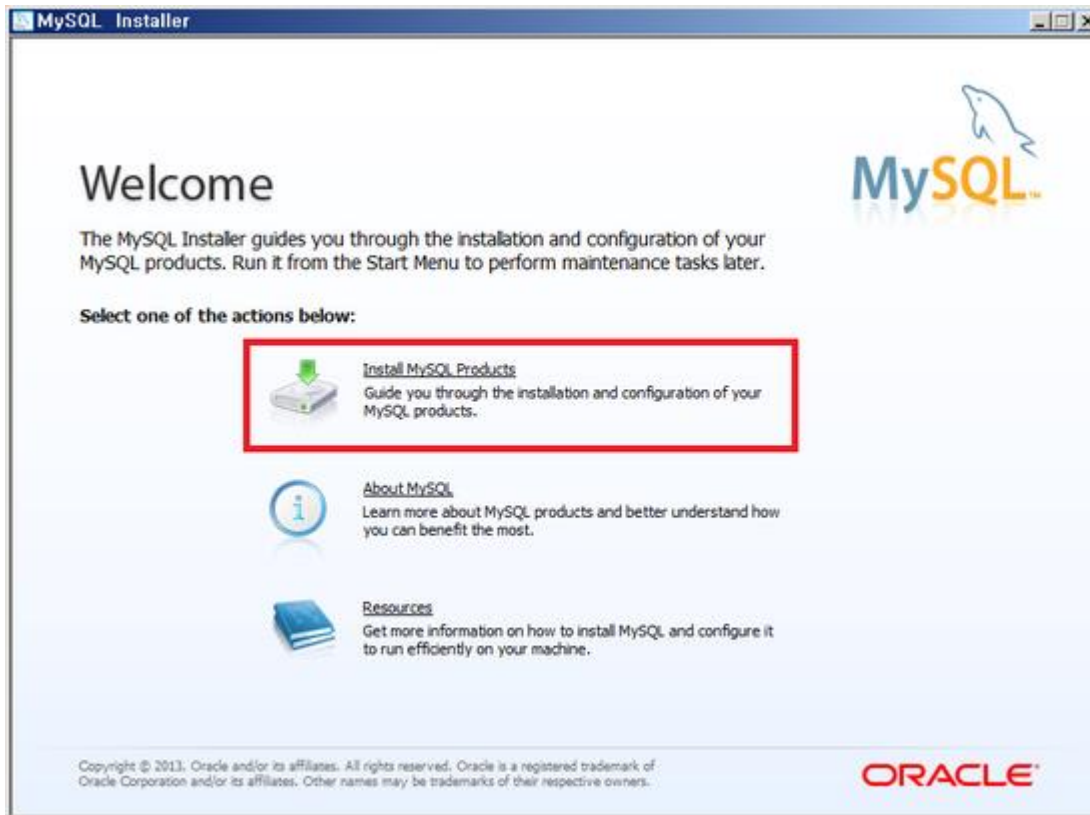 MySQL Installer
MySQL™
Welcome
The MySQL Installer guides you through the installation and configuration of your
MySQL products. Run it from the Start Menu to perform maintenance tasks later.
Select one of the actions below:
Install MySQL Products
Guide you through the installation and configuration of your
MySQL products.
About MySQL
Learn more about MySQL products and better understand how
you can benefit the most.
Resources
Get more information on how to install MySQL and configure it
to run efficiently on your machine.
Copyright © 2013, Oracle and/or its affiliates. All rights reserved. Oracle is a registered trademark of
Oracle Corporation and/or its affiliates. Other names may be trademarks of their respective owners.
ORACLE